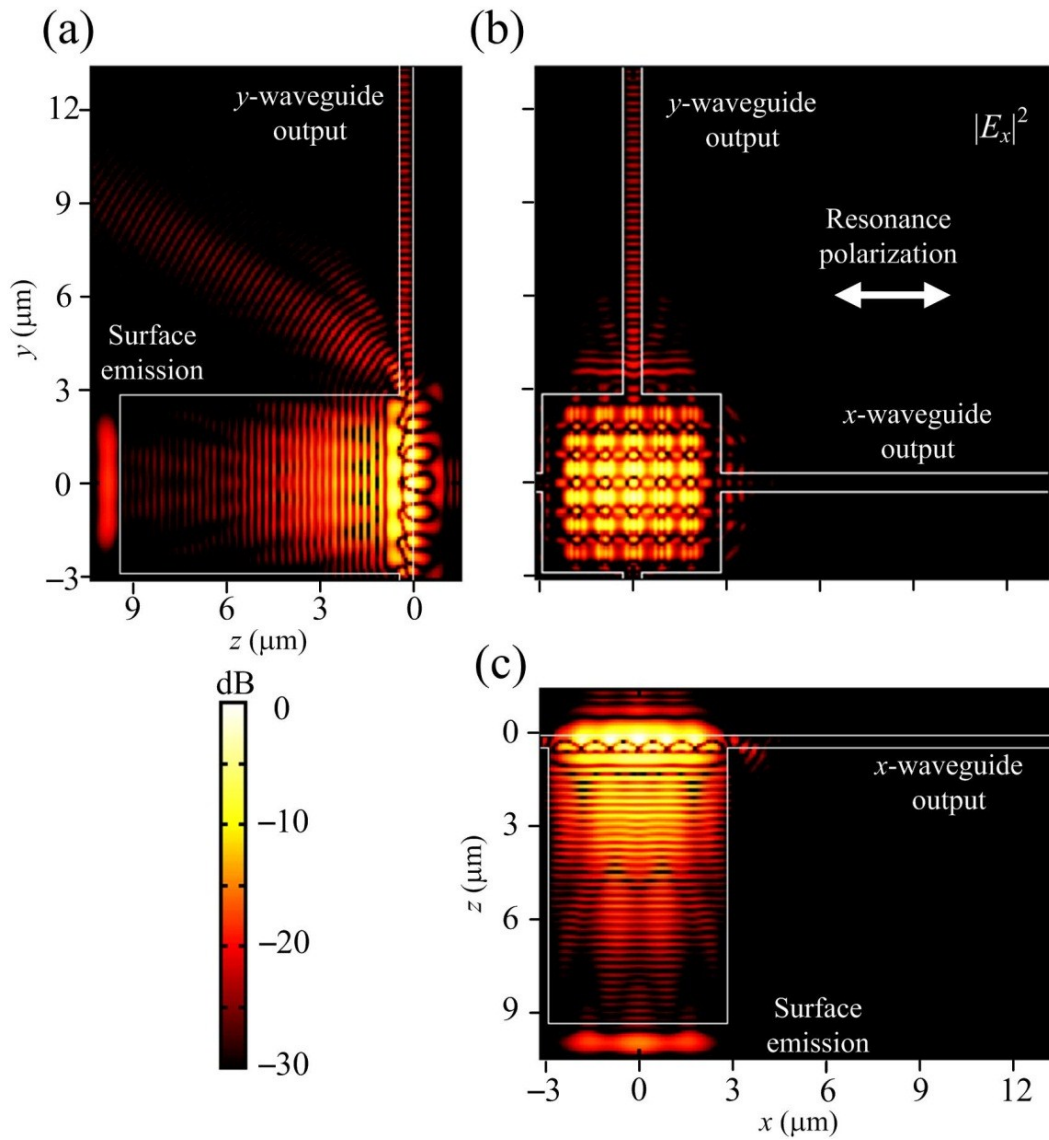 (a)
(b)
12
9
6
3
0
−3
y (μm)
y-waveguide
output
Surface
emission
9
6
3
0
z (μm)
y-waveguide
output
|Eₓ|²
Resonance
polarization
x-waveguide
output
dB
0
−10
−20
−30
(c)
0
3
6
9
z (μm)
x-waveguide
output
Surface
emission
−3
0
3
6
9
12
x (μm)